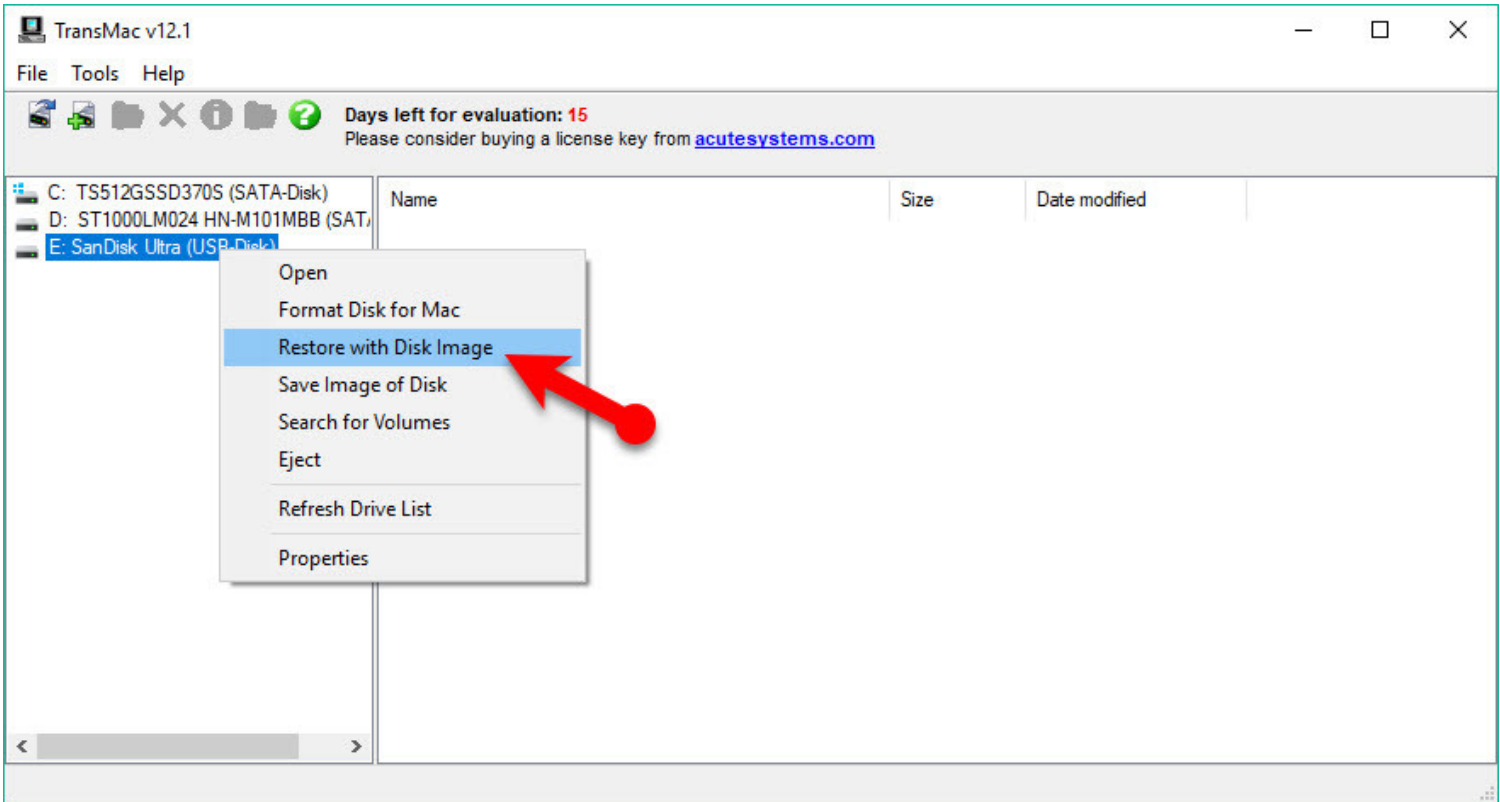 TransMac v12.1
File Tools Help
Days left for evaluation: 15
Please consider buying a license key from acutesystems.com
C: TS512GSSD370S (SATA-Disk)
D: ST1000LM024 HN-M101MBB (SATA
E: SanDisk Ultra (USB-Disk)
Name Size Date modified
Open
Format Disk for Mac
Restore with Disk Image
Save Image of Disk
Search for Volumes
Eject
Refresh Drive List
Properties